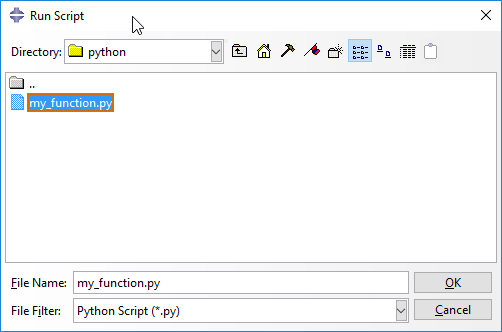 Run Script
Directory: python
..
my_function.py
File Name: my_function.py OK
File Filter: Python Script (*.py) Cancel